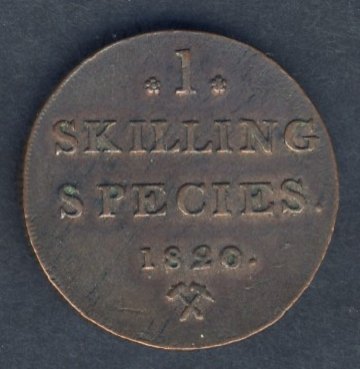 1
SKILLING
SPECIES
1820.